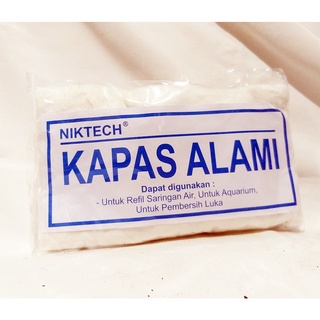 NIKTECH®
KAPAS ALAMI
Dapat digunakan :
- Untuk Refil Saringan Air, Untuk Aquarium,
Untuk Pembersih Luka